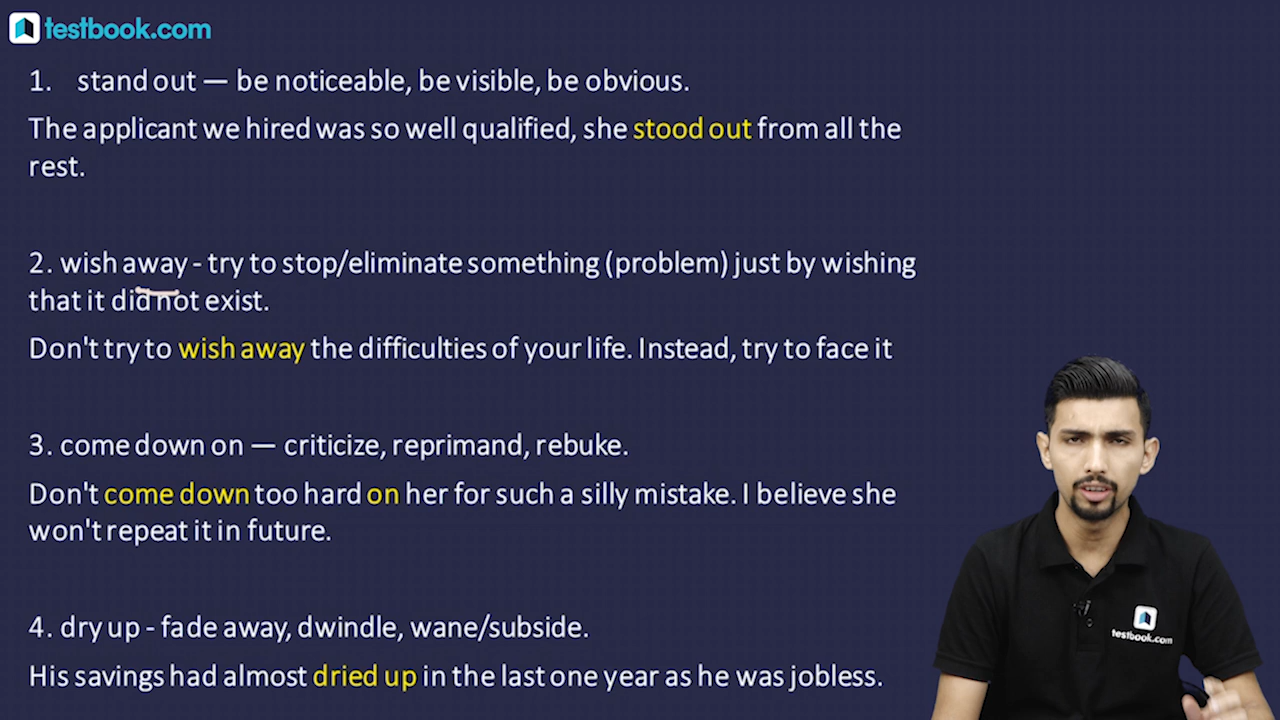 testbook.com
1. stand out — be noticeable, be visible, be obvious.
The applicant we hired was so well qualified, she stood out from all the
rest.
2. wish away - try to stop/eliminate something (problem) just by wishing
that it did not exist.
Don't try to wish away the difficulties of your life. Instead, try to face it
3. come down on — criticize, reprimand, rebuke.
Don't come down too hard on her for such a silly mistake. I believe she
won't repeat it in future.
4. dry up - fade away, dwindle, wane/subside.
His savings had almost dried up in the last one year as he was jobless.
testbook.com